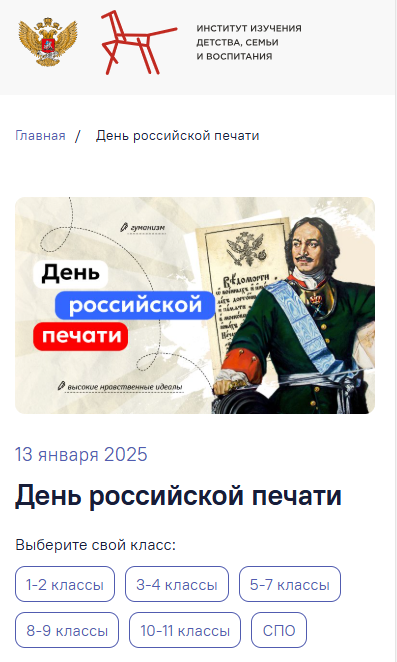 ИНСТИТУТ ИЗУЧЕНИЯ
ДЕТСТВА, СЕМЬИ
И ВОСПИТАНИЯ
Главная / День российской печати
гуманизм
День
российской
печати
Вѣдомости
высокие нравственные идеалы
13 января 2025
День российской печати
Выберите свой класс:
1-2 классы 3-4 классы 5-7 классы
8-9 классы 10-11 классы СПО